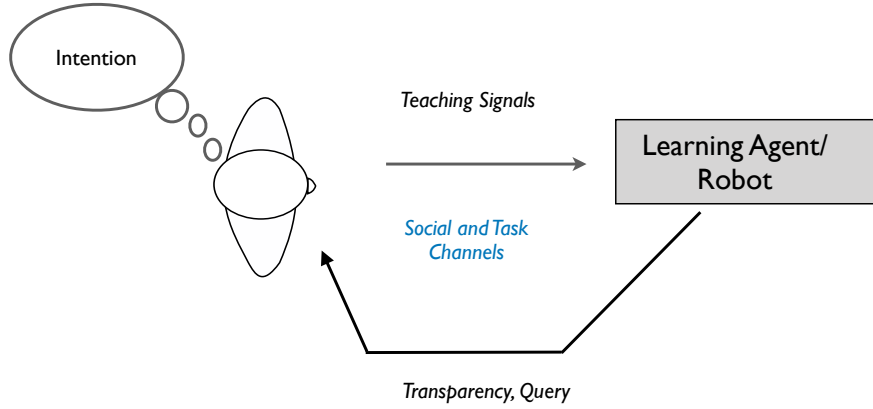 Intention
Teaching Signals
Learning Agent/
Robot
Social and Task
Channels
Transparency, Query